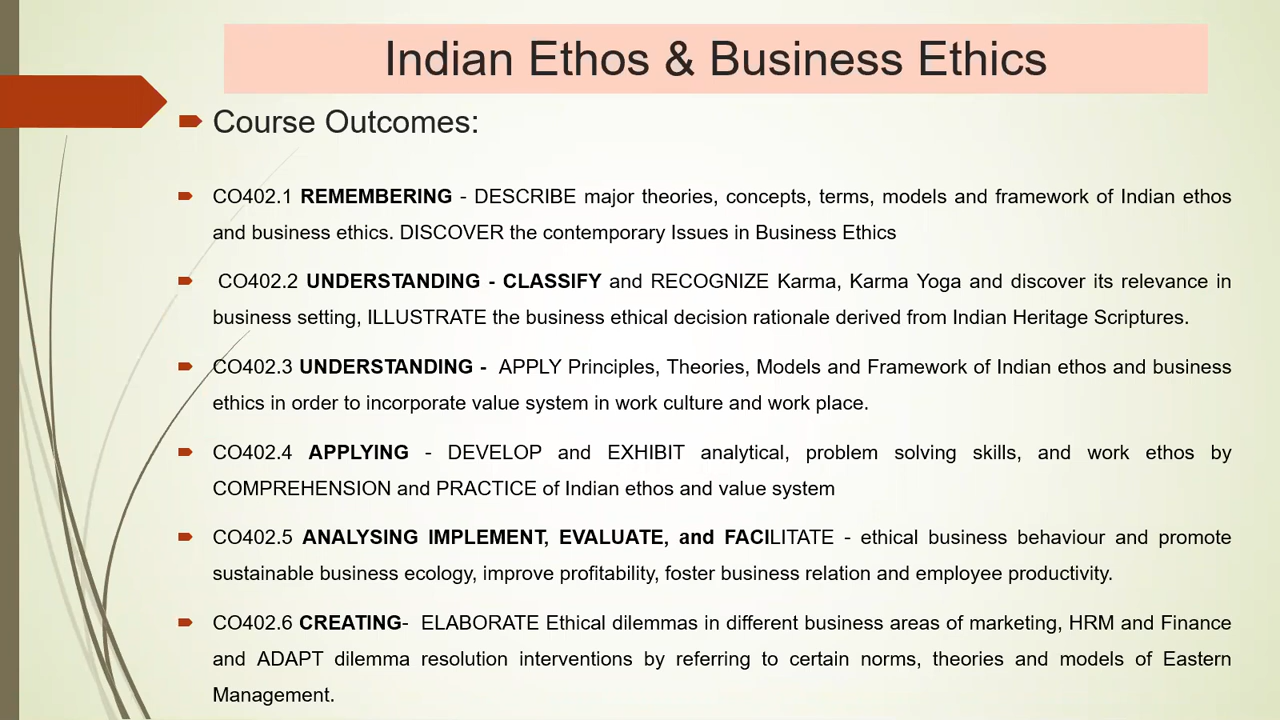 Indian Ethos & Business Ethics
Course Outcomes:
CO402.1 REMEMBERING - DESCRIBE major theories, concepts, terms, models and framework of Indian ethos
and business ethics. DISCOVER the contemporary Issues in Business Ethics
CO402.2 UNDERSTANDING - CLASSIFY and RECOGNIZE Karma, Karma Yoga and discover its relevance in
business setting, ILLUSTRATE the business ethical decision rationale derived from Indian Heritage Scriptures.
CO402.3 UNDERSTANDING - APPLY Principles, Theories, Models and Framework of Indian ethos and business
ethics in order to incorporate value system in work culture and work place.
CO402.4 APPLYING - DEVELOP and EXHIBIT analytical, problem solving skills, and work ethos by
COMPREHENSION and PRACTICE of Indian ethos and value system
CO402.5 ANALYSING IMPLEMENT, EVALUATE, and FACILITATE - ethical business behaviour and promote
sustainable business ecology, improve profitability, foster business relation and employee productivity.
CO402.6 CREATING- ELABORATE Ethical dilemmas in different business areas of marketing, HRM and Finance
and ADAPT dilemma resolution interventions by referring to certain norms, theories and models of Eastern
Management.